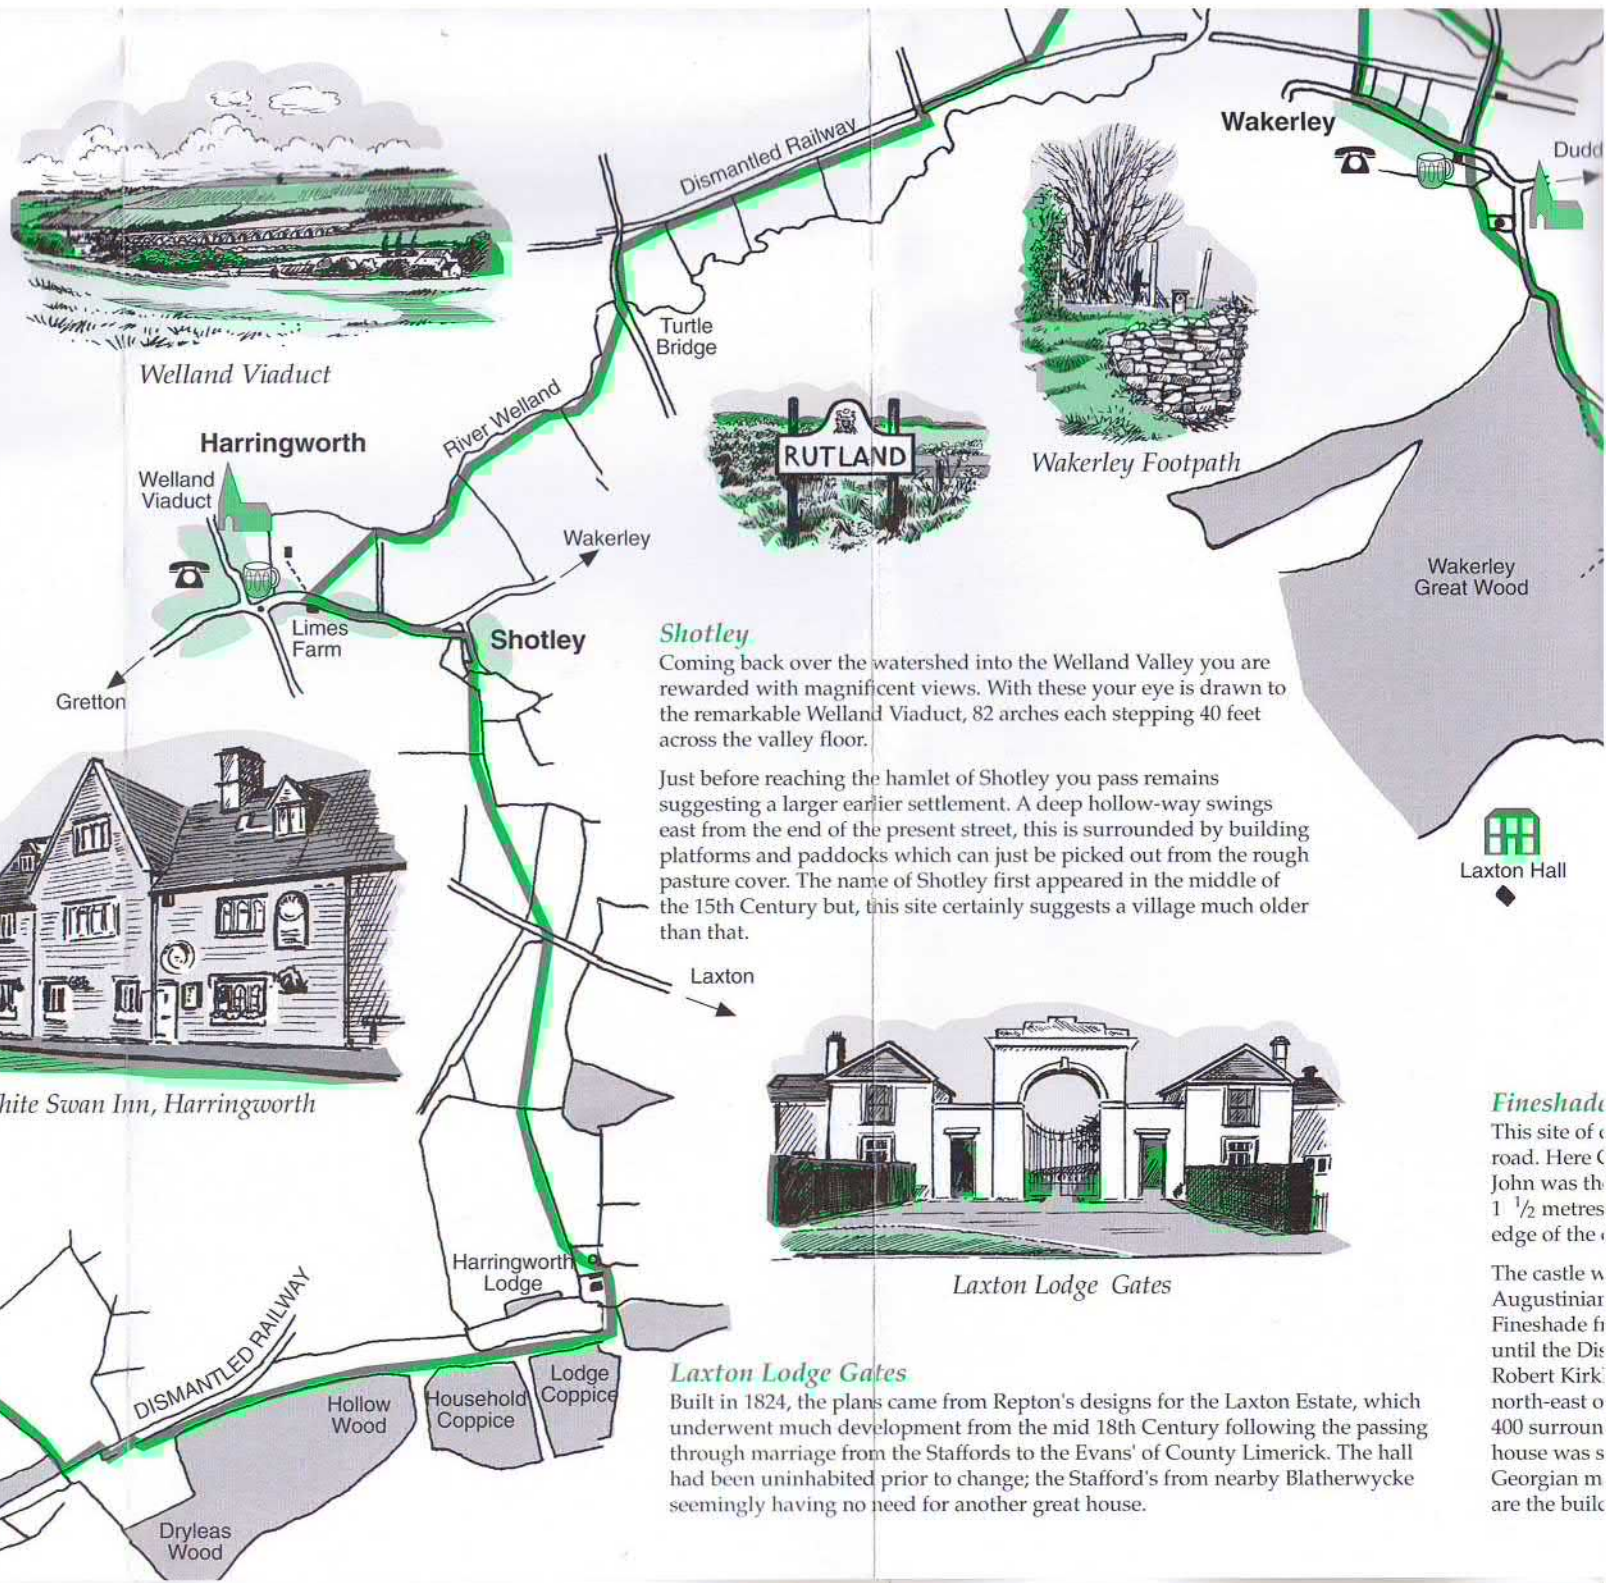 Wakerley
Dudd
Dismantled Railway
Turtle
Bridge
Welland Viaduct
River Welland
Harringworth
RUTLAND
Wakerley Footpath
Welland
Viaduct
Wakerley
Wakerley
Great Wood
Limes
Farm
Shotley
Gretton
Shotley
Coming back over the watershed into the Welland Valley you are
rewarded with magnificent views. With these your eye is drawn to
the remarkable Welland Viaduct, 82 arches each stepping 40 feet
across the valley floor.
Just before reaching the hamlet of Shotley you pass remains
suggesting a larger earlier settlement. A deep hollow-way swings
east from the end of the present street, this is surrounded by building
platforms and paddocks which can just be picked out from the rough
pasture cover. The name of Shotley first appeared in the middle of
the 15th Century but, this site certainly suggests a village much older
than that.
Laxton Hall
Laxton
hite Swan Inn, Harringworth
Fineshade
This site of
road. Here
John was th
1 ½ metres
edge of the
The castle w
Augustinian
Fineshade fr
until the Dis
Robert Kirk
north-east o
400 surroun
house was s
Georgian m
are the build
Harringworth
Lodge
Laxton Lodge Gates
DISMANTLED RAILWAY
Hollow
Wood
Household
Coppice
Lodge
Coppice
Laxton Lodge Gates
Built in 1824, the plans came from Repton's designs for the Laxton Estate, which
underwent much development from the mid 18th Century following the passing
through marriage from the Staffords to the Evans' of County Limerick. The hall
had been uninhabited prior to change; the Stafford's from nearby Blatherwycke
seemingly having no need for another great house.
Dryleas
Wood